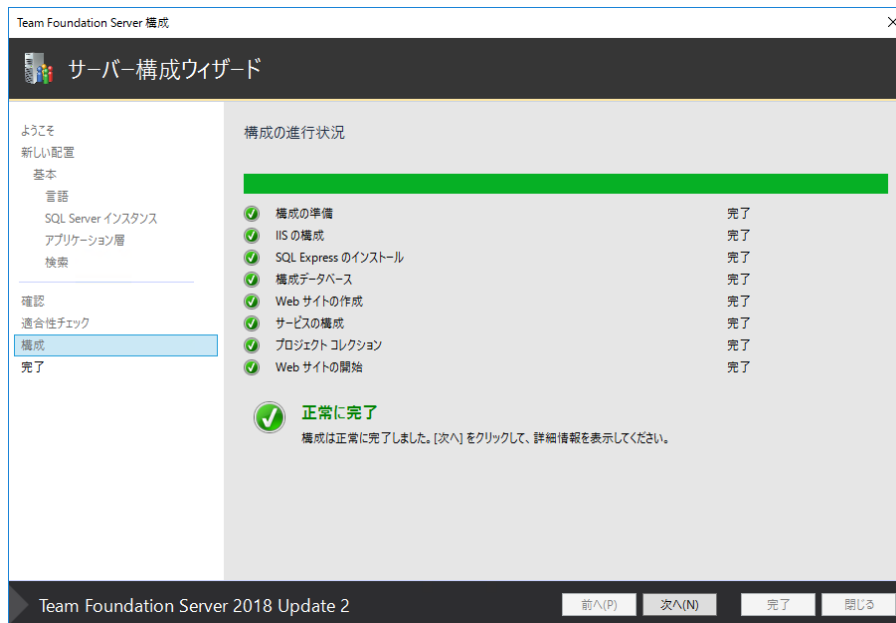 Team Foundation Server 構成
サーバー構成ウィザード
ようこそ
新しい配置
基本
言語
SQL Server インスタンス
アプリケーション層
検索
確認
適合性チェック
構成
完了
構成の進行状況
構成の準備 完了
IIS の構成 完了
SQL Express のインストール 完了
構成データベース 完了
Web サイトの作成 完了
サービスの構成 完了
プロジェクト コレクション 完了
Web サイトの開始 完了
正常に完了
構成は正常に完了しました。[次へ] をクリックして、詳細情報を表示してください。
Team Foundation Server 2018 Update 2
前へ(P) 次へ(N) 完了 閉じる